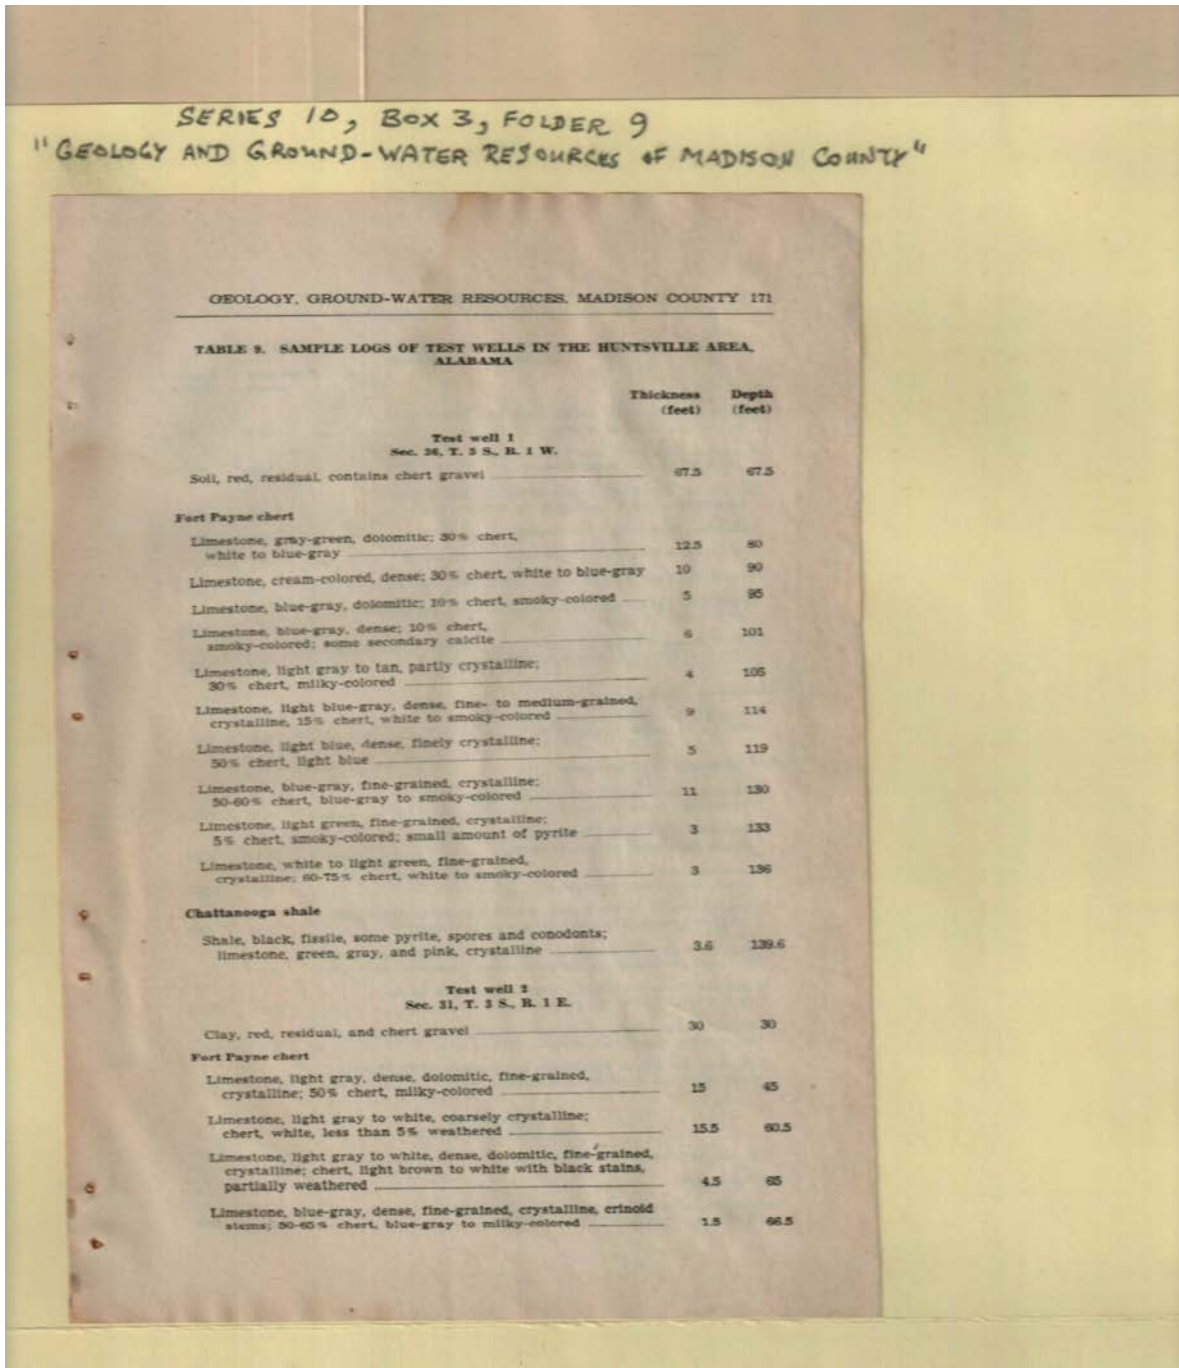 SERIES 10, BOX 3, FOLDER 9
"GEOLOGY AND GROUND-WATER RESOURCES OF MADISON COUNTY"
GEOLOGY, GROUND-WATER RESOURCES, MADISON COUNTY 171
TABLE 9. SAMPLE LOGS OF TEST WELLS IN THE HUNTSVILLE AREA,
ALABAMA
Thickness Depth
(feet) (feet)
Test well 1
Sec. 36, T. 3 S., R. 1 W.
Soil, red, residual, contains chert gravel 67.5 67.5
Fort Payne chert
Limestone, gray-green, dolomitic; 30% chert,
white to blue-gray 12.5 80
Limestone, cream-colored, dense; 30% chert, white to blue-gray 10 90
Limestone, blue-gray, dolomitic; 10% chert, smoky-colored 5 95
Limestone, blue-gray, dense; 10% chert,
smoky-colored; some secondary calcite 6 101
Limestone, light gray to tan, partly crystalline;
30% chert, milky-colored 4 105
Limestone, light blue-gray, dense, fine- to medium-grained,
crystalline, 15% chert, white to smoky-colored 9 114
Limestone, light blue, dense, finely crystalline;
50% chert, light blue 5 119
Limestone, blue-gray, fine-grained, crystalline;
50-60% chert, blue-gray to smoky-colored 11 130
Limestone, light green, fine-grained, crystalline;
5% chert, smoky-colored; small amount of pyrite 3 133
Limestone, white to light green, fine-grained,
crystalline; 60-75% chert, white to smoky-colored 3 136
Chattanooga shale
Shale, black, fissile, some pyrite, spores and conodonts;
limestone, green, gray, and pink, crystalline 3.6 139.6
Test well 2
Sec. 31, T. 3 S., R. 1 E.
Clay, red, residual, and chert gravel 30 30
Fort Payne chert
Limestone, light gray, dense, dolomitic, fine-grained,
crystalline; 50% chert, milky-colored 15 45
Limestone, light gray to white, coarsely crystalline;
chert, white, less than 5% weathered 15.5 60.5
Limestone, light gray to white, dense, dolomitic, fine-grained,
crystalline; chert, light brown to white with black stains,
partially weathered 4.5 65
Limestone, blue-gray, dense, fine-grained, crystalline, crinoid
stems; 50-65% chert, blue-gray to milky-colored 1.5 66.5